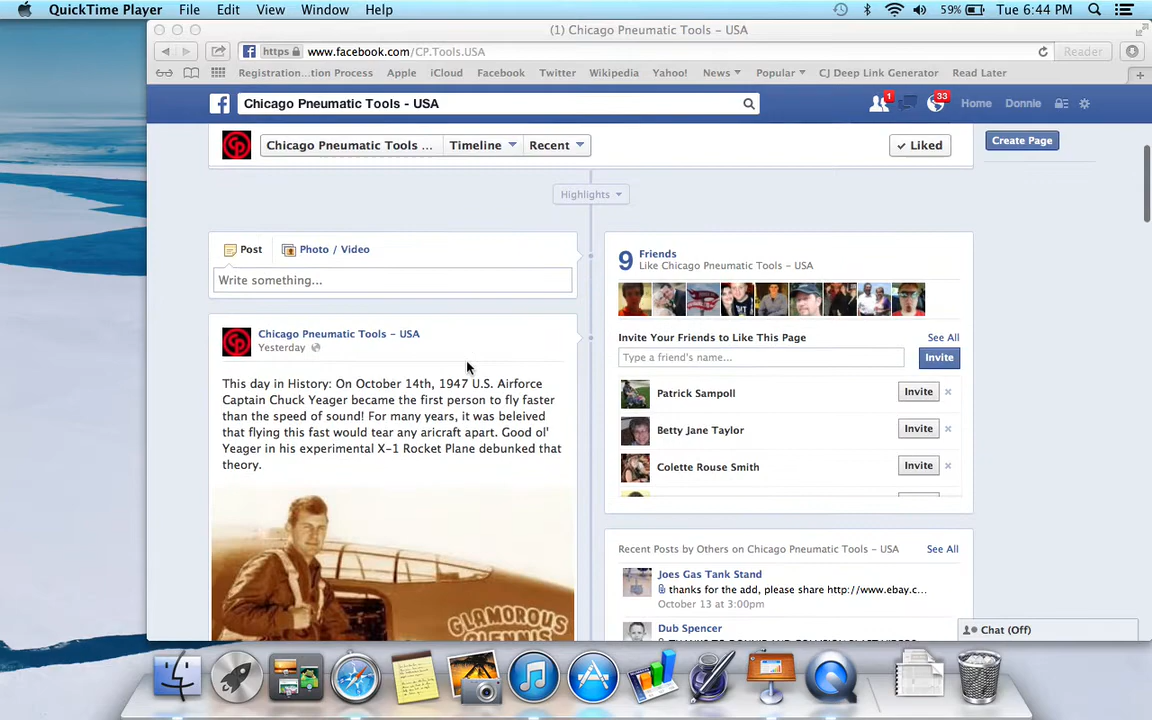 QuickTime Player File Edit View Window Help 59% Tue 6:44 PM
(1) Chicago Pneumatic Tools - USA
https www.facebook.com/CP.Tools.USA Reader
Registration...tion Process Apple iCloud Facebook Twitter Wikipedia Yahoo! News Popular CJ Deep Link Generator Read Later
Chicago Pneumatic Tools - USA 1 33 Home Donnie
Chicago Pneumatic Tools ... Timeline Recent Liked Create Page
Highlights
Post Photo / Video
Write something...
Chicago Pneumatic Tools - USA
Yesterday
This day in History: On October 14th, 1947 U.S. Airforce
Captain Chuck Yeager became the first person to fly faster
than the speed of sound! For many years, it was beleived
that flying this fast would tear any aricraft apart. Good ol'
Yeager in his experimental X-1 Rocket Plane debunked that
theory.
GLAMOROUS
GLENNIS
9 Friends
Like Chicago Pneumatic Tools - USA
Invite Your Friends to Like This Page See All
Type a friend's name... Invite
Patrick Sampoll Invite
Betty Jane Taylor Invite
Colette Rouse Smith Invite
Recent Posts by Others on Chicago Pneumatic Tools - USA See All
Joes Gas Tank Stand
thanks for the add, please share http://www.ebay.c...
October 13 at 3:00pm
Dub Spencer
Chat (Off)